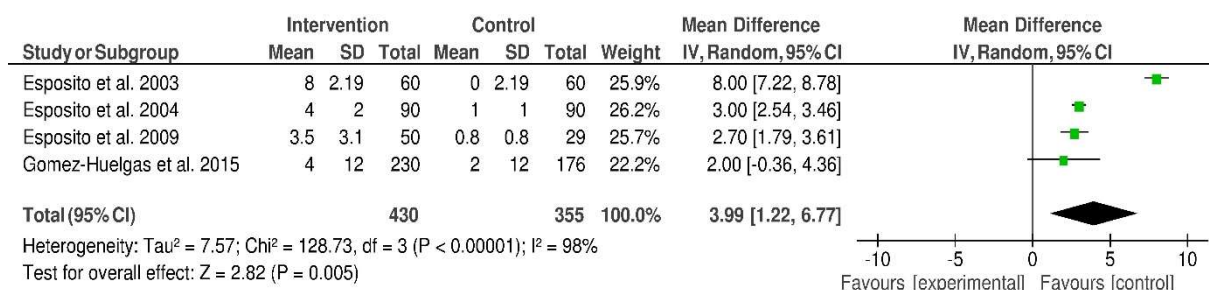 Intervention Control Mean Difference Mean Difference
Study or Subgroup Mean SD Total Mean SD Total Weight IV, Random, 95% CI IV, Random, 95% CI
Esposito et al. 2003 8 2.19 60 0 2.19 60 25.9% 8.00 [7.22, 8.78]
Esposito et al. 2004 4 2 90 1 1 90 26.2% 3.00 [2.54, 3.46]
Esposito et al. 2009 3.5 3.1 50 0.8 0.8 29 25.7% 2.70 [1.79, 3.61]
Gomez-Huelgas et al. 2015 4 12 230 2 12 176 22.2% 2.00 [-0.36, 4.36]
Total (95% CI) 430 355 100.0% 3.99 [1.22, 6.77]
Heterogeneity: Tau² = 7.57; Chi² = 128.73, df = 3 (P < 0.00001); I² = 98%
Test for overall effect: Z = 2.82 (P = 0.005)
-10 -5 0 5 10
Favours [experimental] Favours [control]